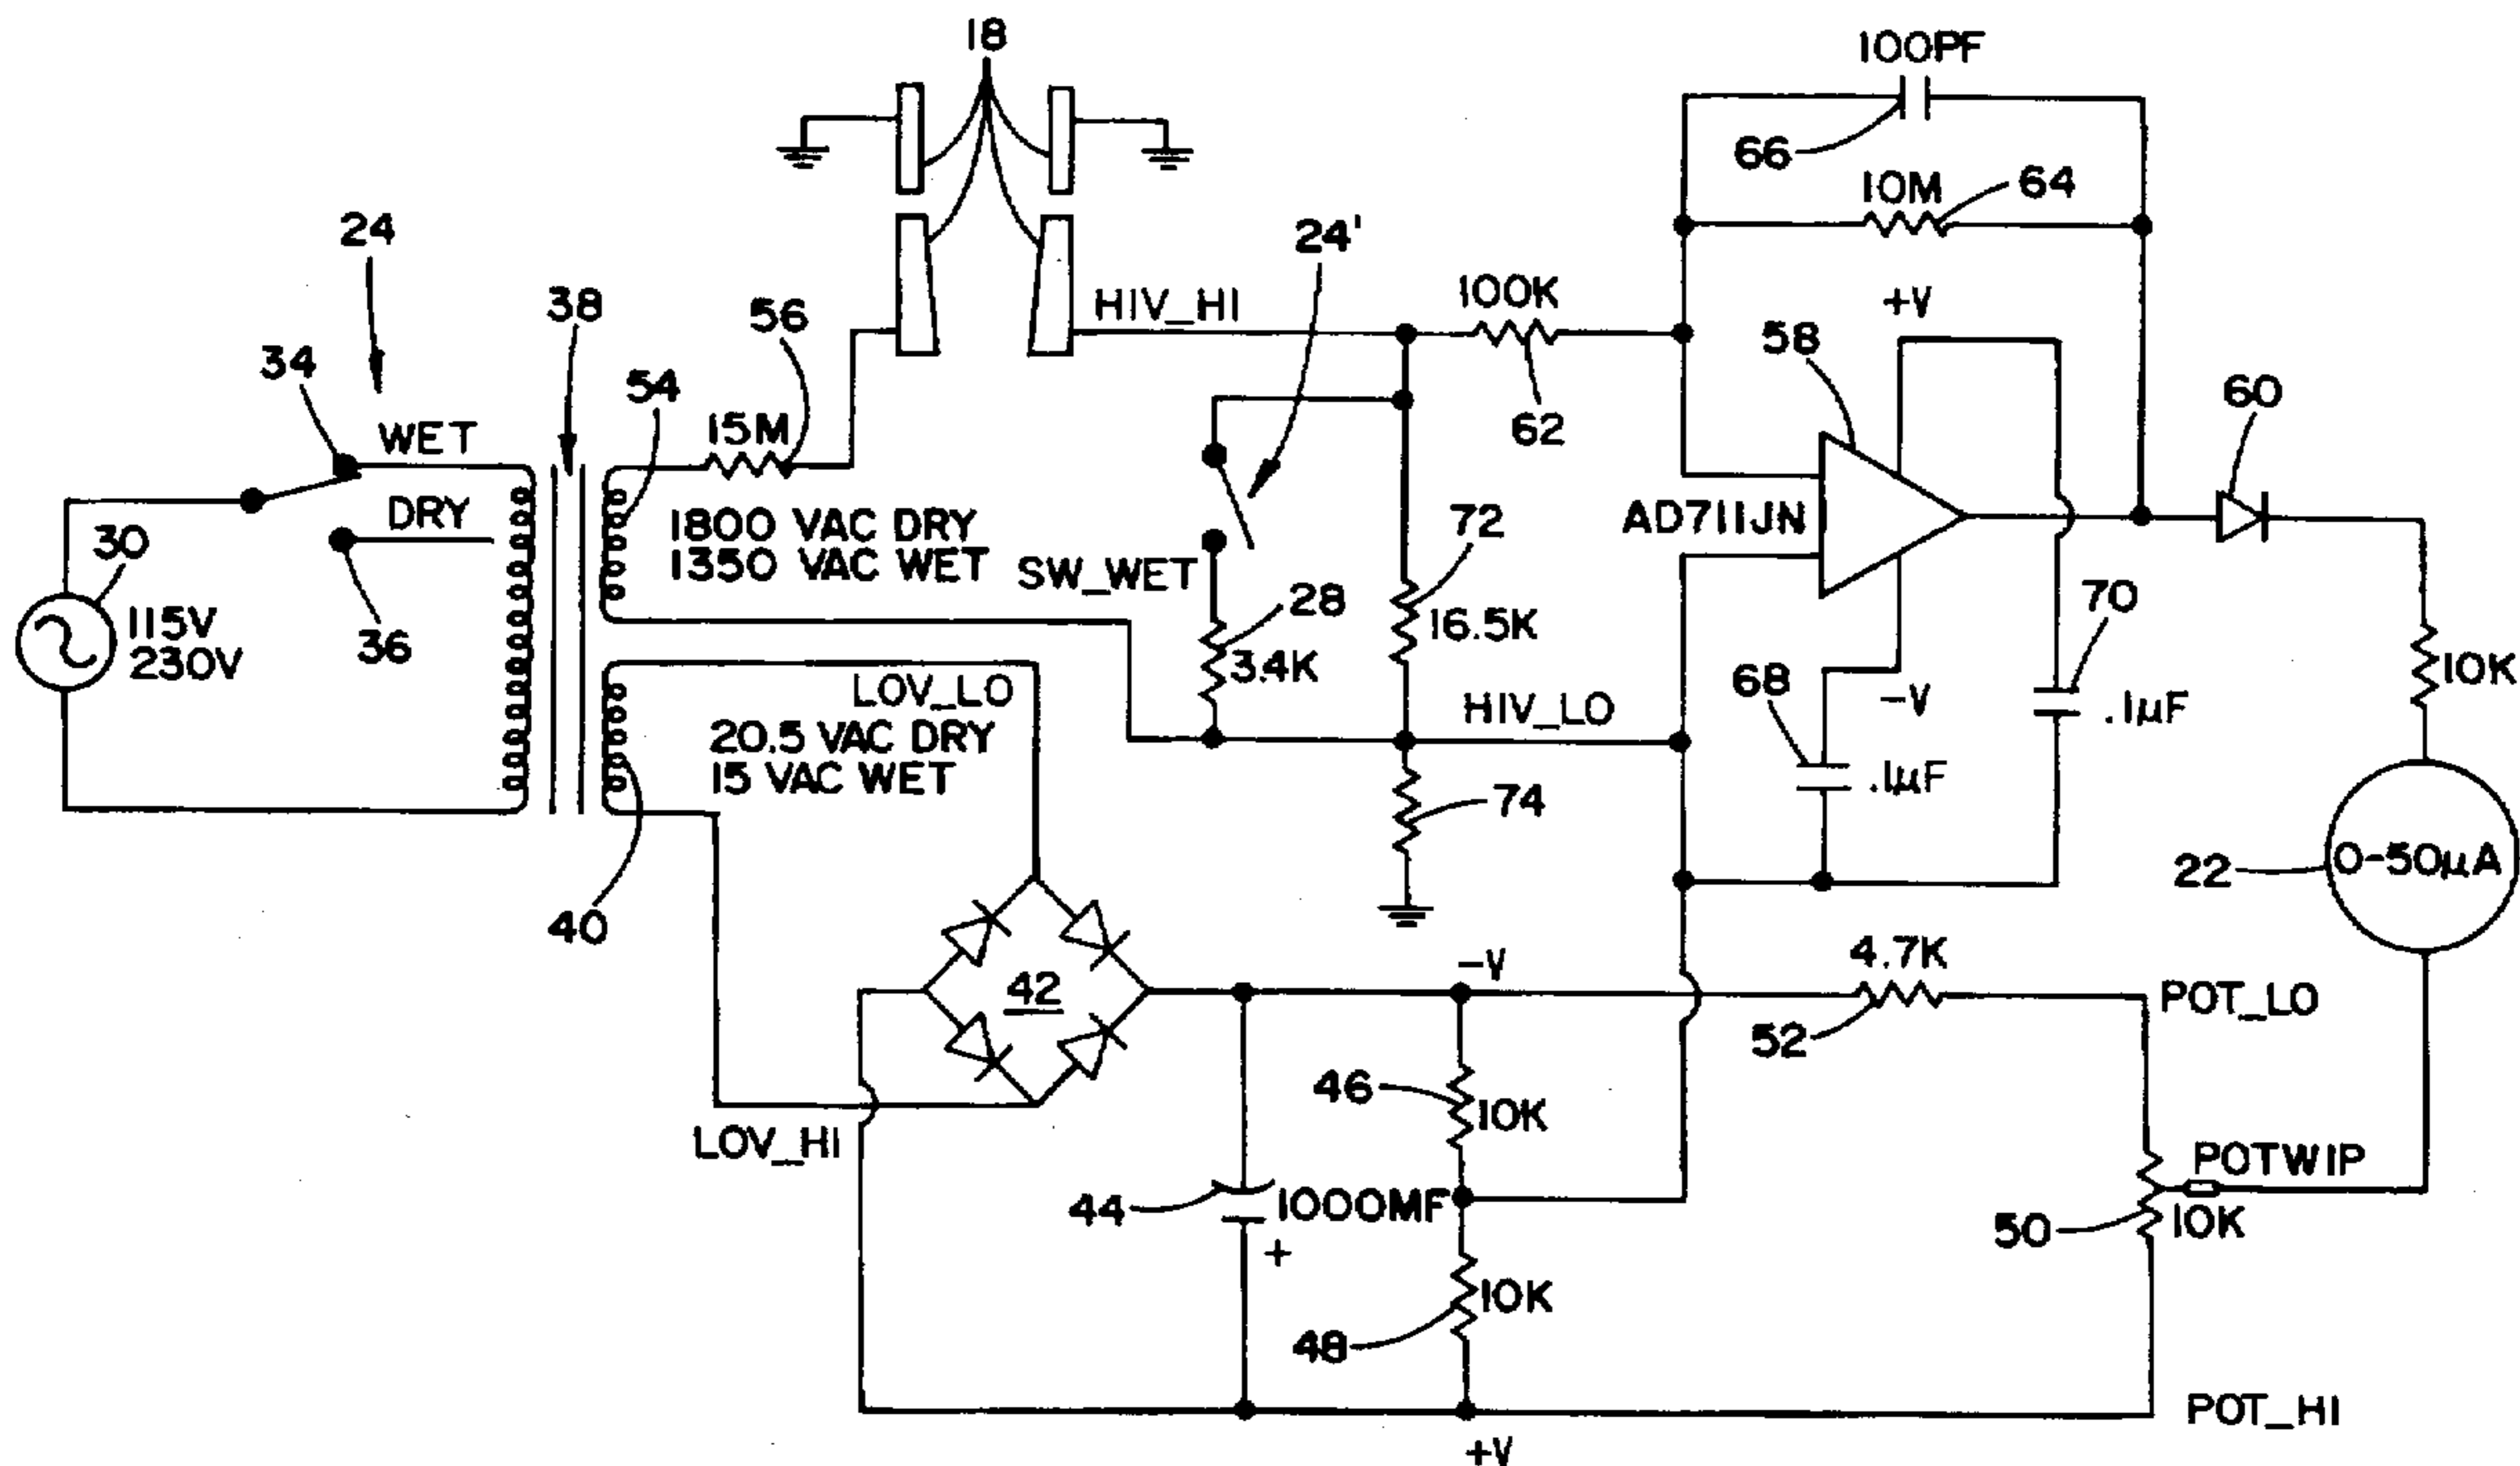 18
100PF
66
10M
64
24
24'
38
56
HIV_HI
100K
+V
58
34
54
60
WET
15M
62
DRY
30
1800 VAC DRY
1350 VAC WET
AD711JN
72
SW_WET
28
70
115V
230V
36
16.5K
3.4K
10K
LOV_LO
68
-V
.1µF
HIV_LO
20.5 VAC DRY
15 VAC WET
.1µF
74
0-50µA
22
40
4.7K
-V
42
POT_LO
52
46
10K
LOV_HI
POTWIP
44
1000MF
10K
50
+
10K
48
POT_HI
+V